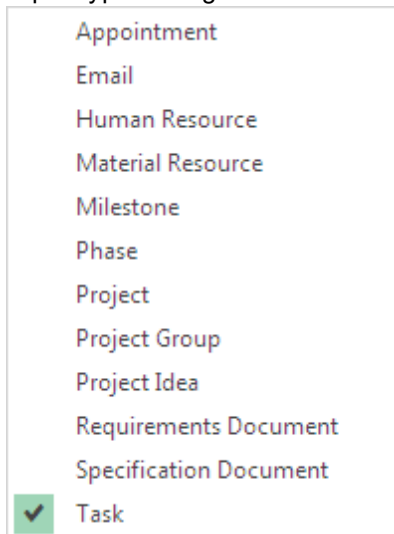 Appointment
Email
Human Resource
Material Resource
Milestone
Phase
Project
Project Group
Project Idea
Requirements Document
Specification Document
Task